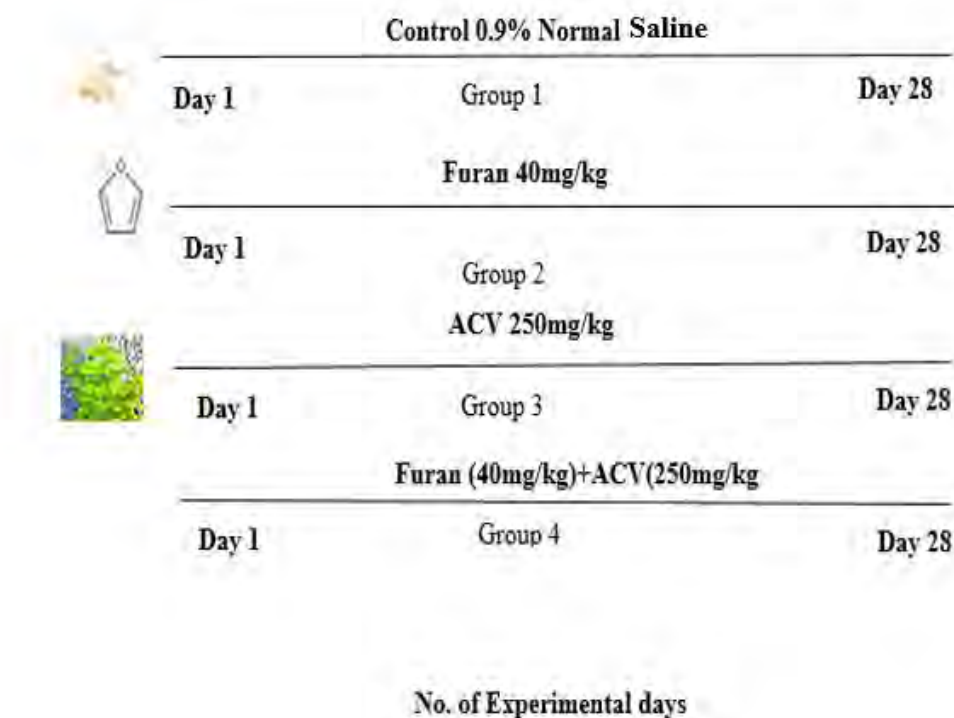 Control 0.9% Normal Saline
Day 1 Group 1 Day 28
Furan 40mg/kg
Day 1 Day 28
Group 2
ACV 250mg/kg
Day 1 Group 3 Day 28
Furan (40mg/kg)+ACV(250mg/kg
Day 1 Group 4 Day 28
No. of Experimental days